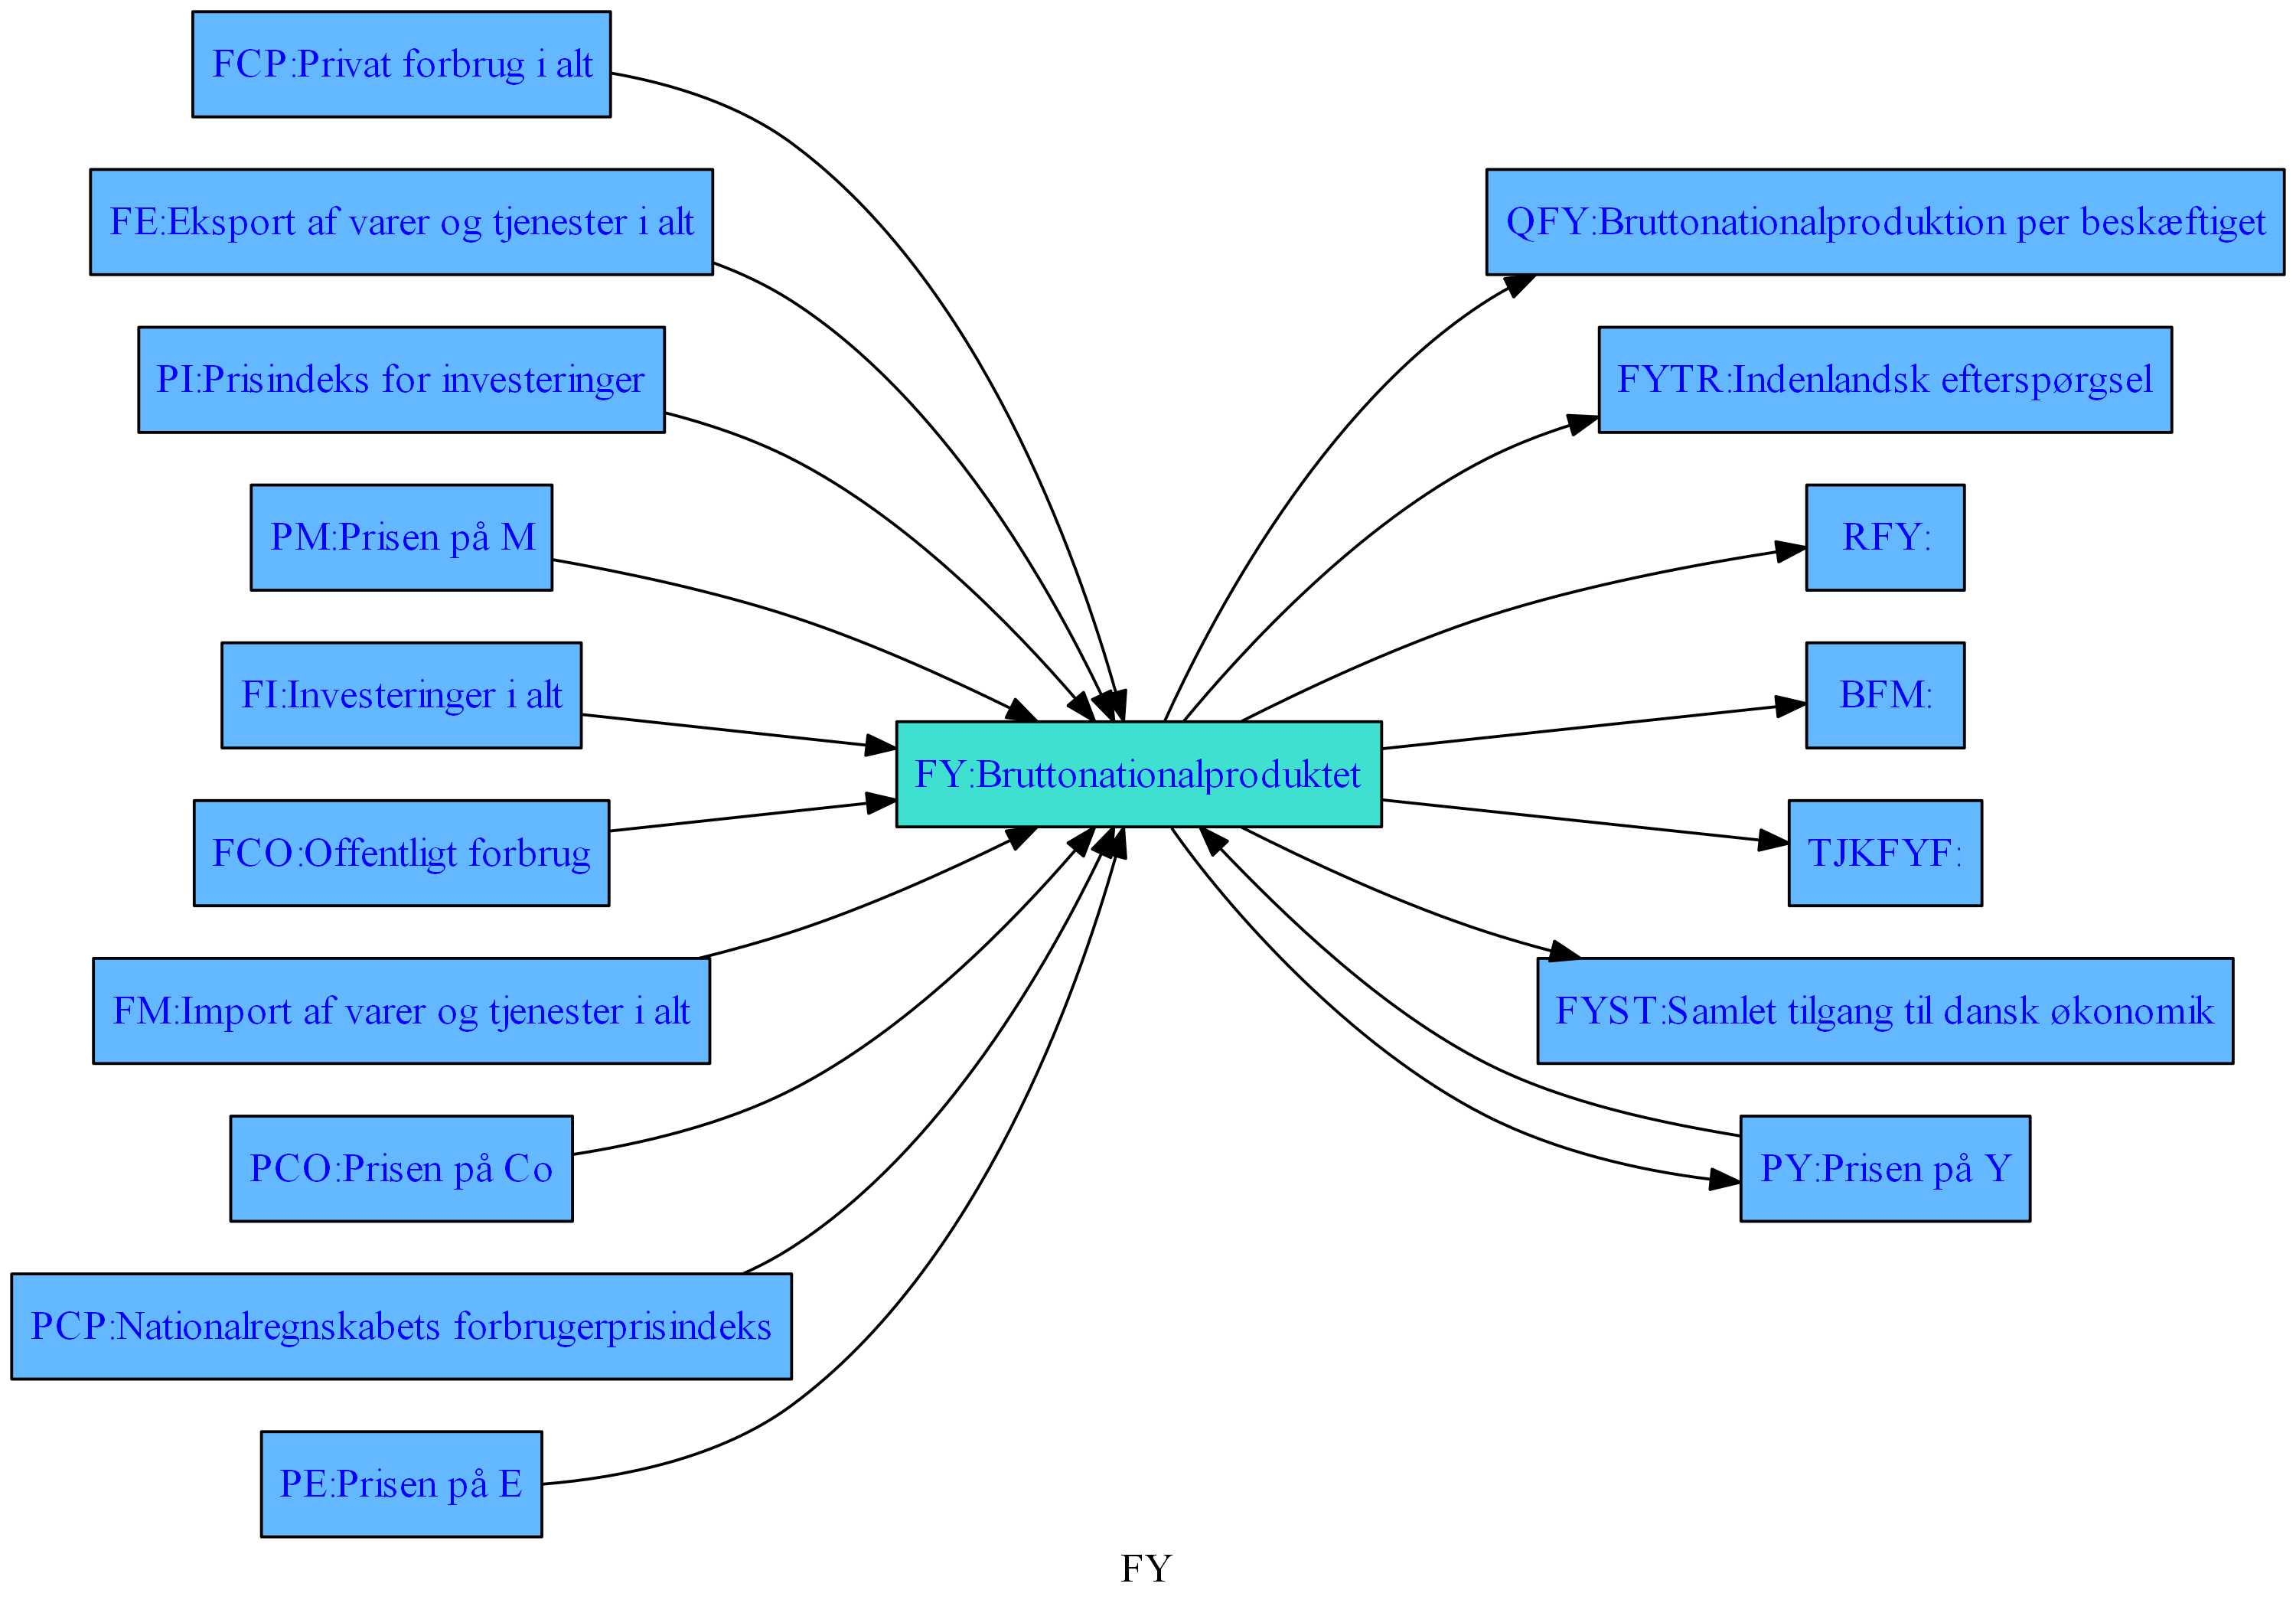 FCP:Privat forbrug i alt
FE:Eksport af varer og tjenester i alt
PI:Prisindeks for investeringer
PM:Prisen på M
FI:Investeringer i alt
FCO:Offentligt forbrug
FM:Import af varer og tjenester i alt
PCO:Prisen på Co
PCP:Nationalregnskabets forbrugerprisindeks
PE:Prisen på E
FY:Bruttonationalproduktet
QFY:Bruttonationalproduktion per beskæftiget
FYTR:Indenlandsk efterspørgsel
RFY:
BFM:
TJKFYF:
FYST:Samlet tilgang til dansk økonomik
PY:Prisen på Y
FY